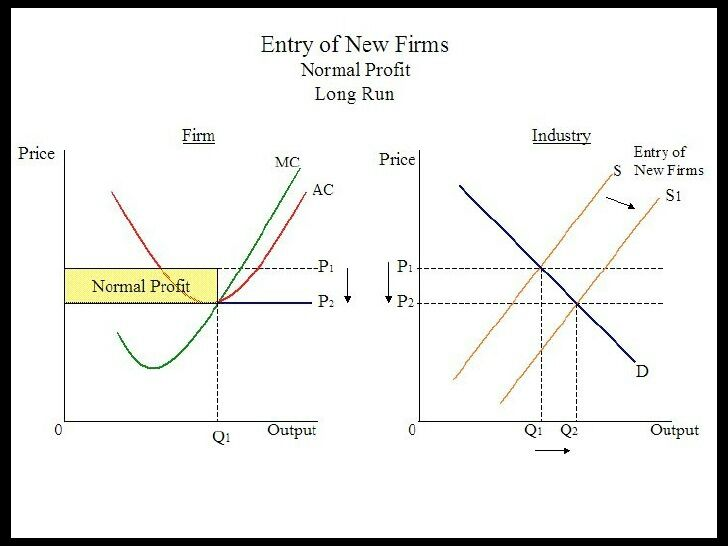 Entry of New Firms
Normal Profit
Long Run
Firm
Price
MC
AC
P1
Normal Profit
P2
0
Q1
Output
Industry
Price
Entry of
New Firms
S
S1
P1
P2
D
0
Q1
Q2
Output